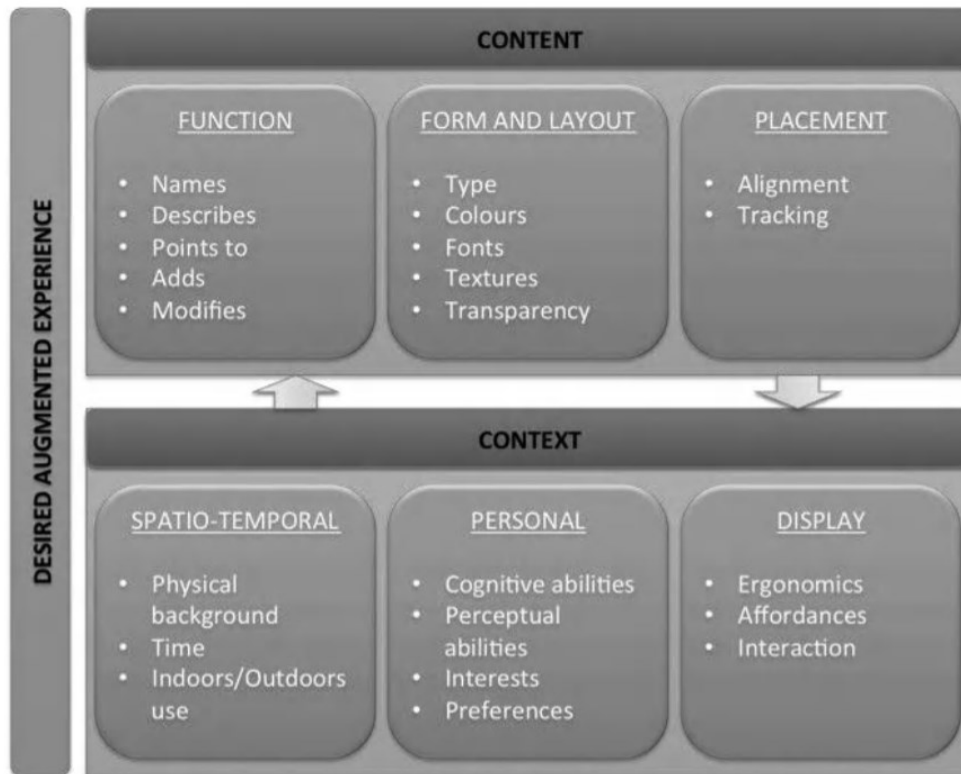 DESIRED AUGMENTED EXPERIENCE
CONTENT
FUNCTION
• Names
• Describes
• Points to
• Adds
• Modifies
FORM AND LAYOUT
• Type
• Colours
• Fonts
• Textures
• Transparency
PLACEMENT
• Alignment
• Tracking
CONTEXT
SPATIO-TEMPORAL
• Physical
background
• Time
• Indoors/Outdoors
use
PERSONAL
• Cognitive abilities
• Perceptual
abilities
• Interests
• Preferences
DISPLAY
• Ergonomics
• Affordances
• Interaction